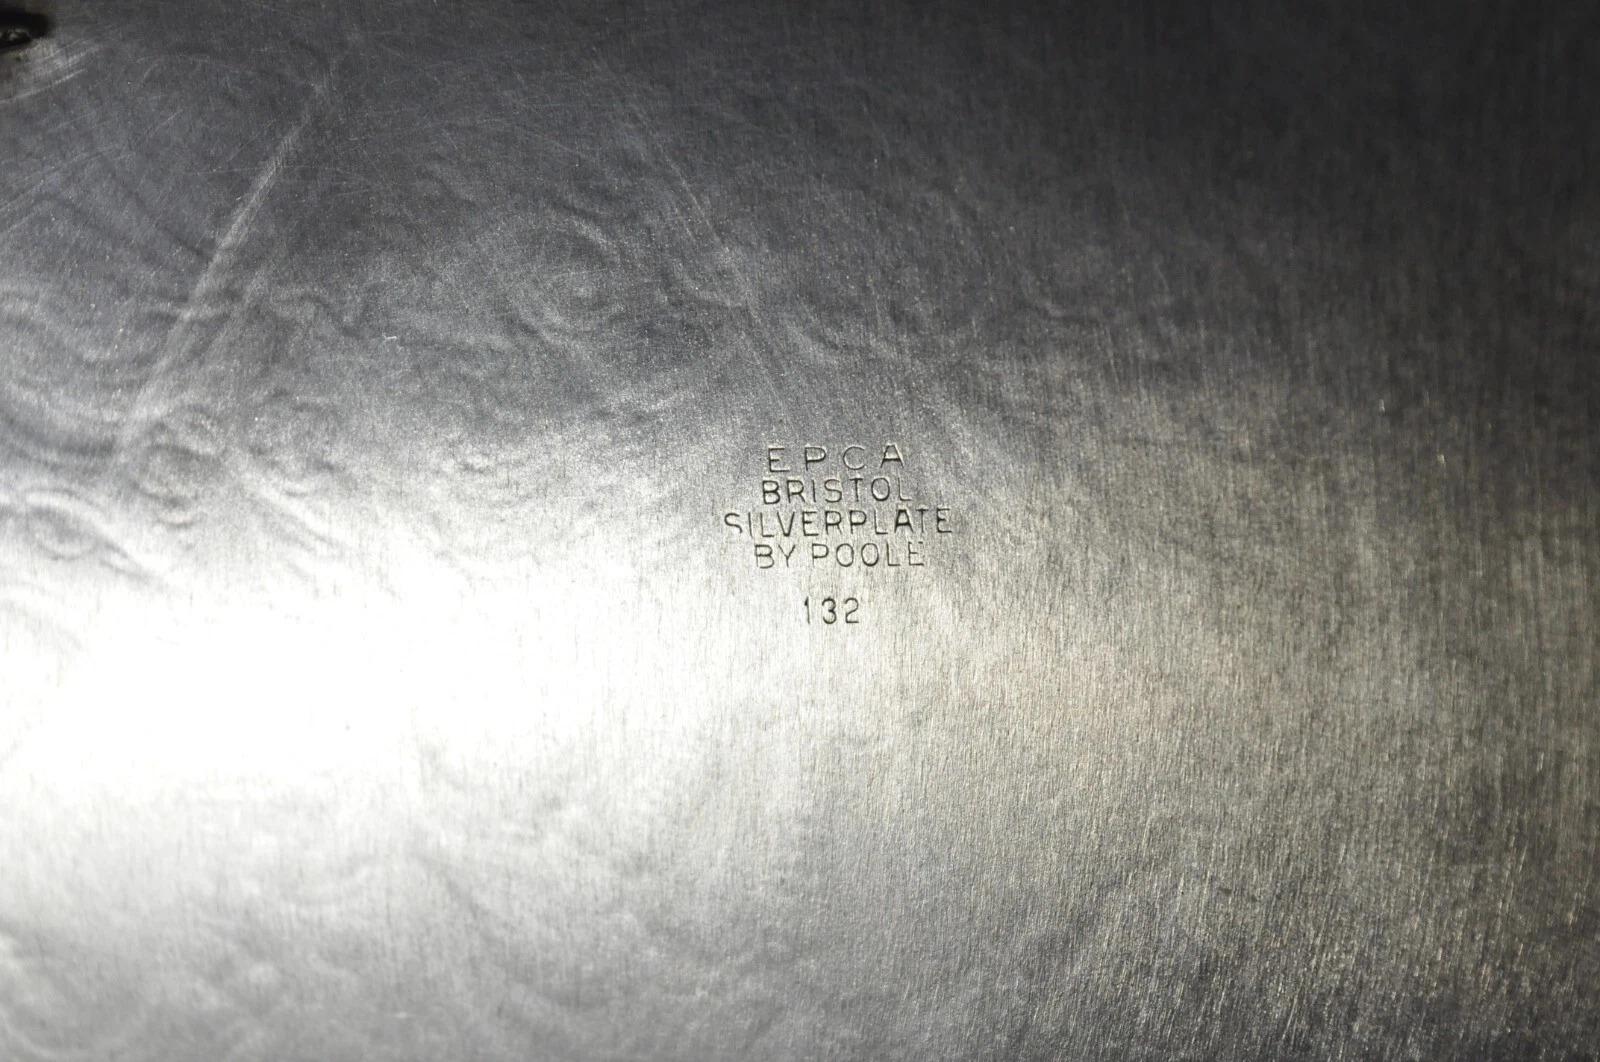 EPCA
BRISTOL
SILVERPLATE
BY POOLE
132